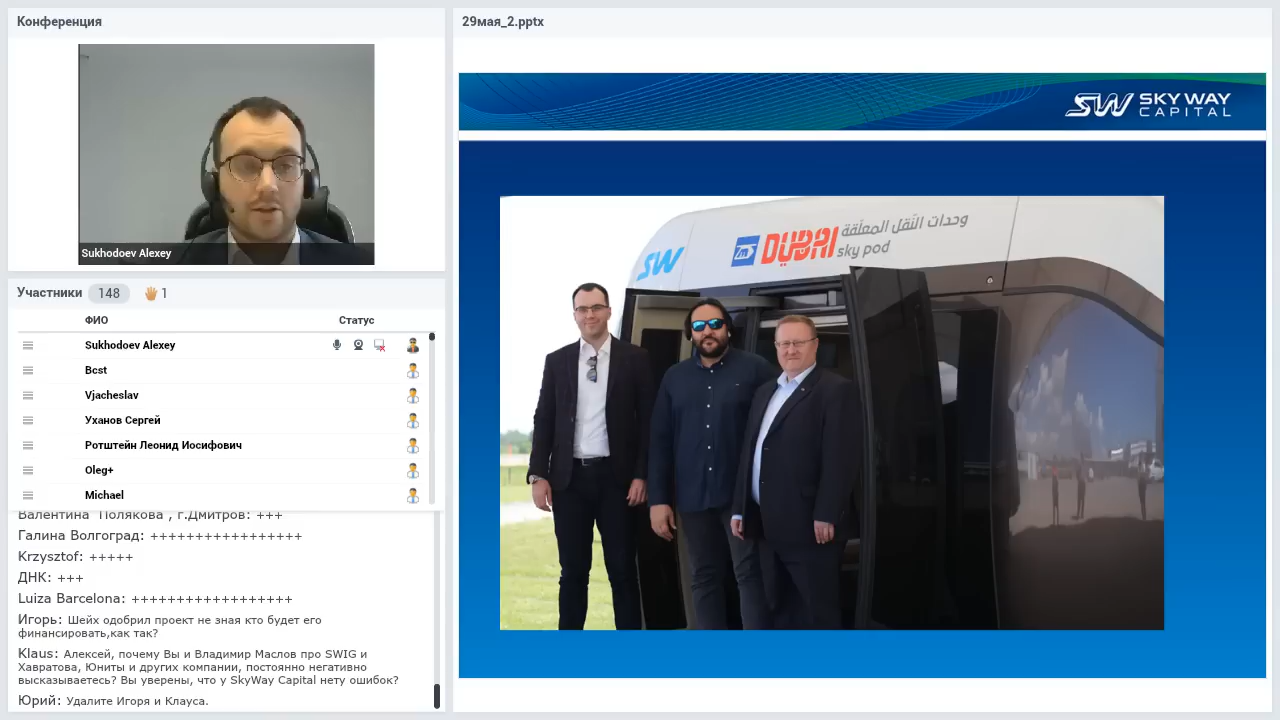 Конференция
Sukhodoev Alexey
Участники 148 1
ФИО Статус
Sukhodoev Alexey
Bcst
Vjacheslav
Уханов Сергей
Ротштейн Леонид Иосифович
Oleg+
Michael
Валентина Полякова , г.Дмитров: +++
Галина Волгоград: +++++++++++++++++
Krzysztof: +++++
ДНК: +++
Luiza Barcelona: ++++++++++++++++++
Игорь: Шейх одобрил проект не зная кто будет его
финансировать,как так?
Klaus: Алексей, почему Вы и Владимир Маслов про SWIG и
Хавратова, Юниты и других компании, постоянно негативно
высказываетесь? Вы уверены, что у SkyWay Capital нету ошибок?
Юрий: Удалите Игоря и Клауса.
29мая_2.pptx
SW SKY WAY
CAPITAL
SW
DUBAI وحدات النّقل المعلّقة
sky pod